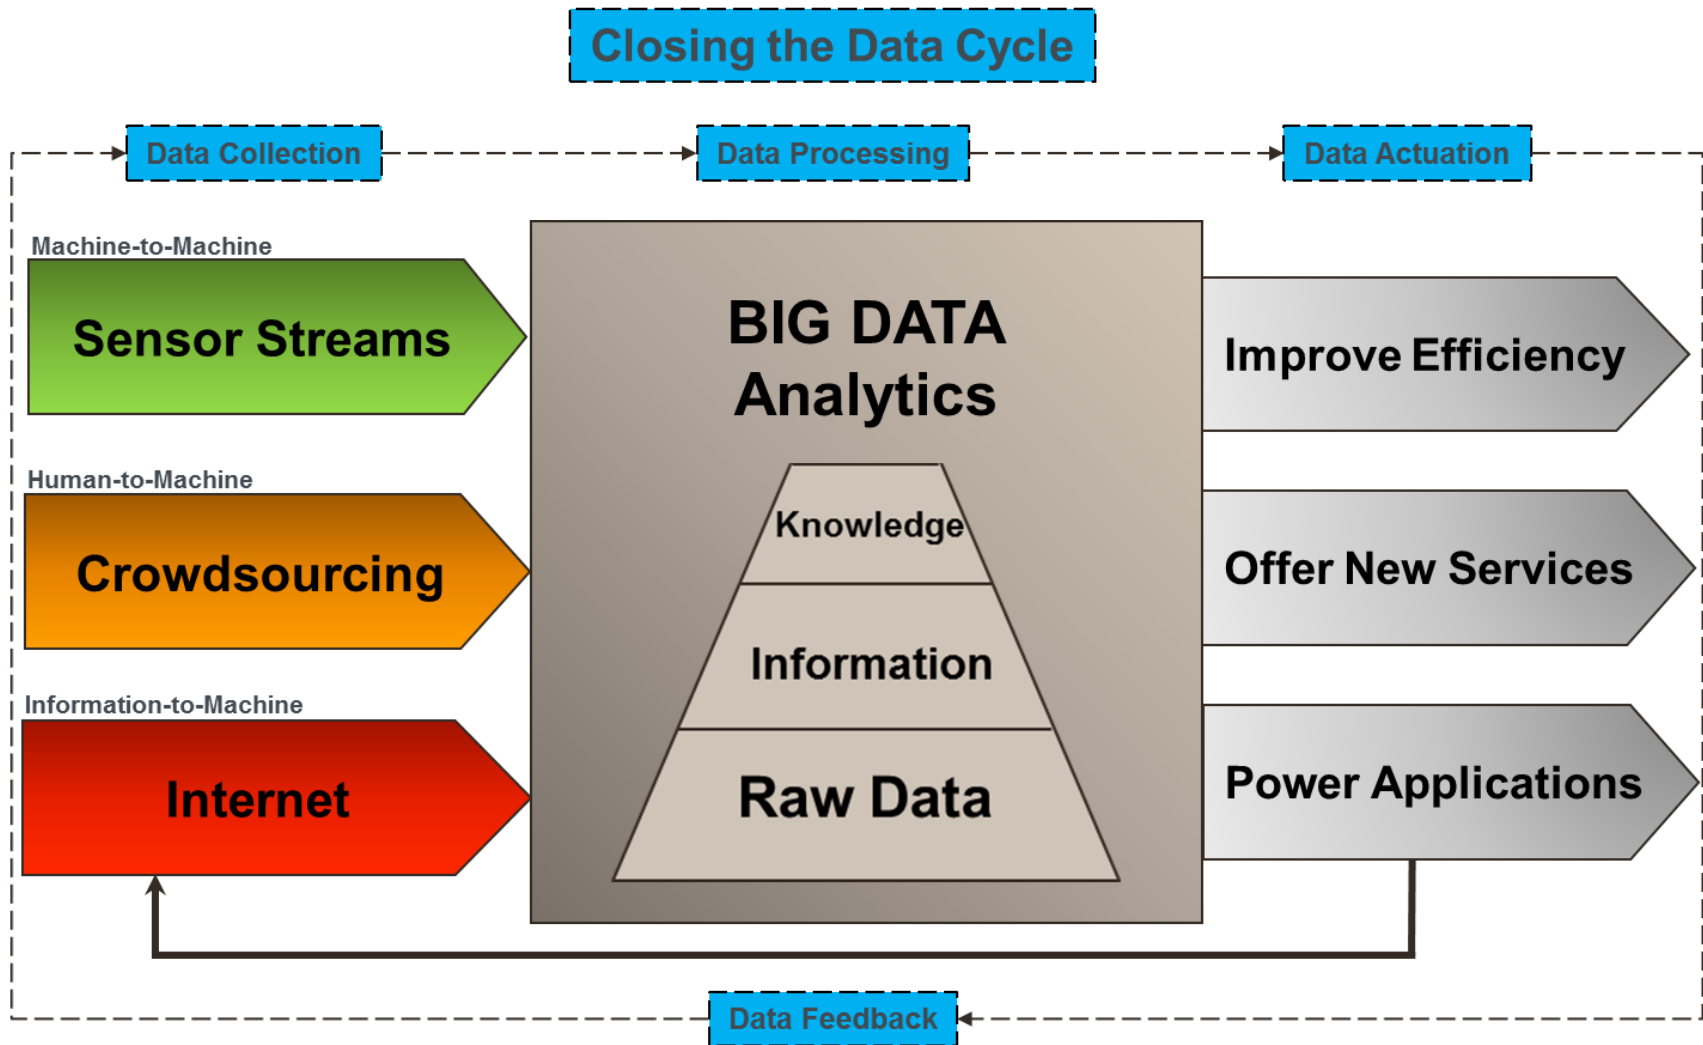 Closing the Data Cycle
Data Collection
Data Processing
Data Actuation
Machine-to-Machine
Sensor Streams
Human-to-Machine
Crowdsourcing
Information-to-Machine
Internet
BIG DATA
Analytics
Knowledge
Information
Raw Data
Improve Efficiency
Offer New Services
Power Applications
Data Feedback